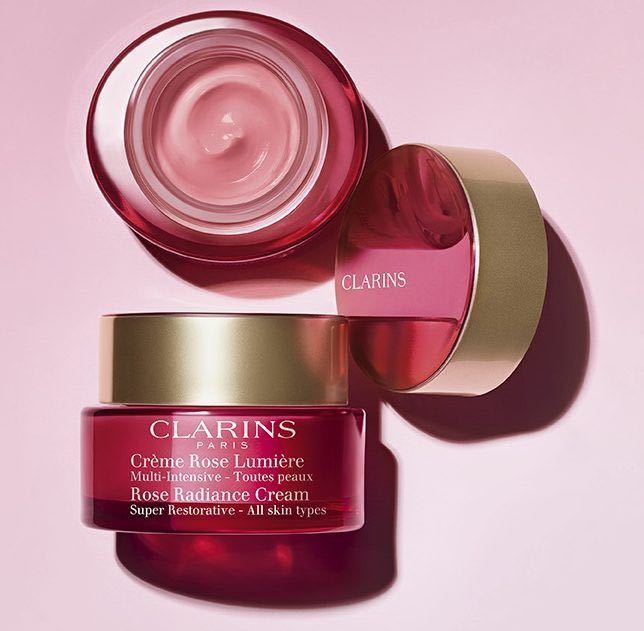 CLARINS
CLARINS
PARIS
Crème Rose Lumière
Multi-Intensive - Toutes peaux
Rose Radiance Cream
Super Restorative - All skin types